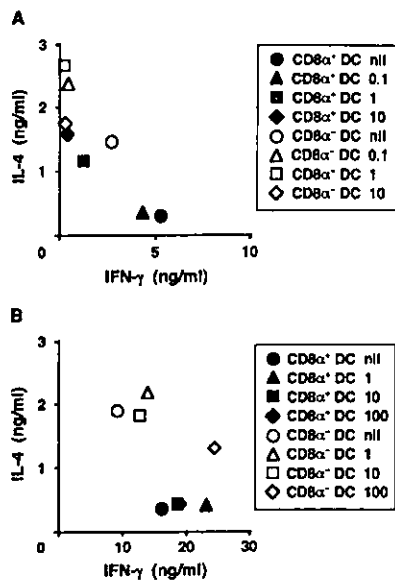 A
3
2
1
0
5
10
IL-4 (ng/ml)
IFN-γ (ng/ml)
CD8α⁺ DC nil
CD8α⁺ DC 0.1
CD8α⁺ DC 1
CD8α⁺ DC 10
CD8α⁻ DC nil
CD8α⁻ DC 0.1
CD8α⁻ DC 1
CD8α⁻ DC 10
B
3
2
1
0
10
20
30
IL-4 (ng/ml)
IFN-γ (ng/ml)
CD8α⁺ DC nil
CD8α⁺ DC 1
CD8α⁺ DC 10
CD8α⁺ DC 100
CD8α⁻ DC nil
CD8α⁻ DC 1
CD8α⁻ DC 10
CD8α⁻ DC 100